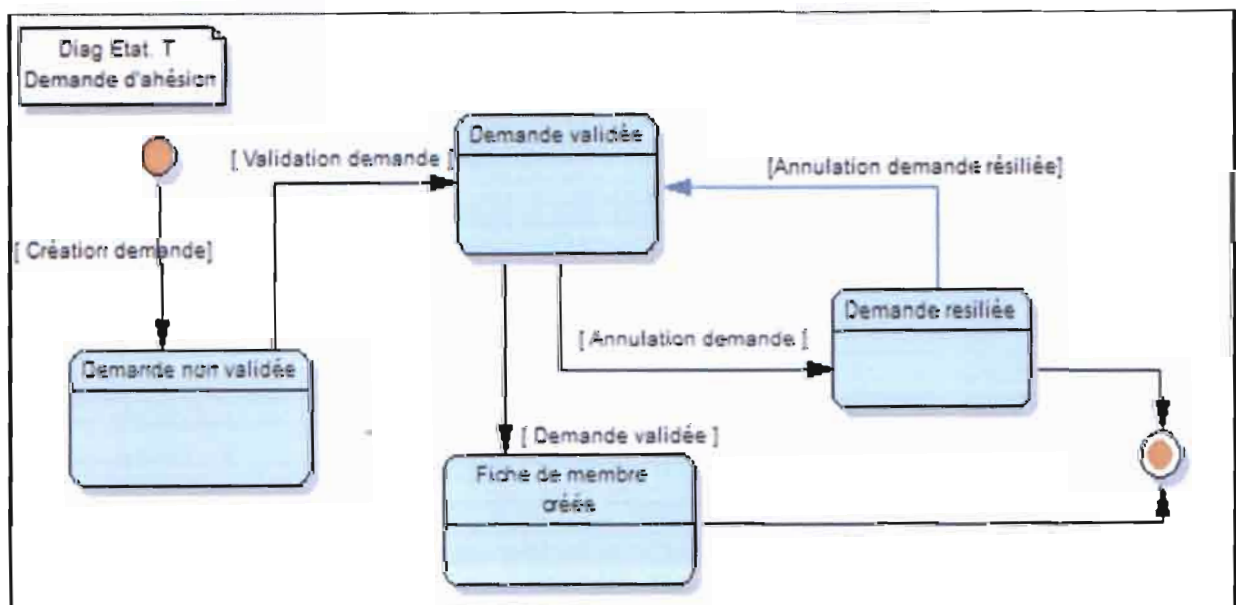 Diag Etat. T
Demande d'ahésion
[ Création demande]
[ Validation demande ]
Demande validée
[Annulation demande résiliée]
Demande non validée
[ Annulation demande ]
Demande resiliée
[ Demande validée ]
Fiche de membre
créée